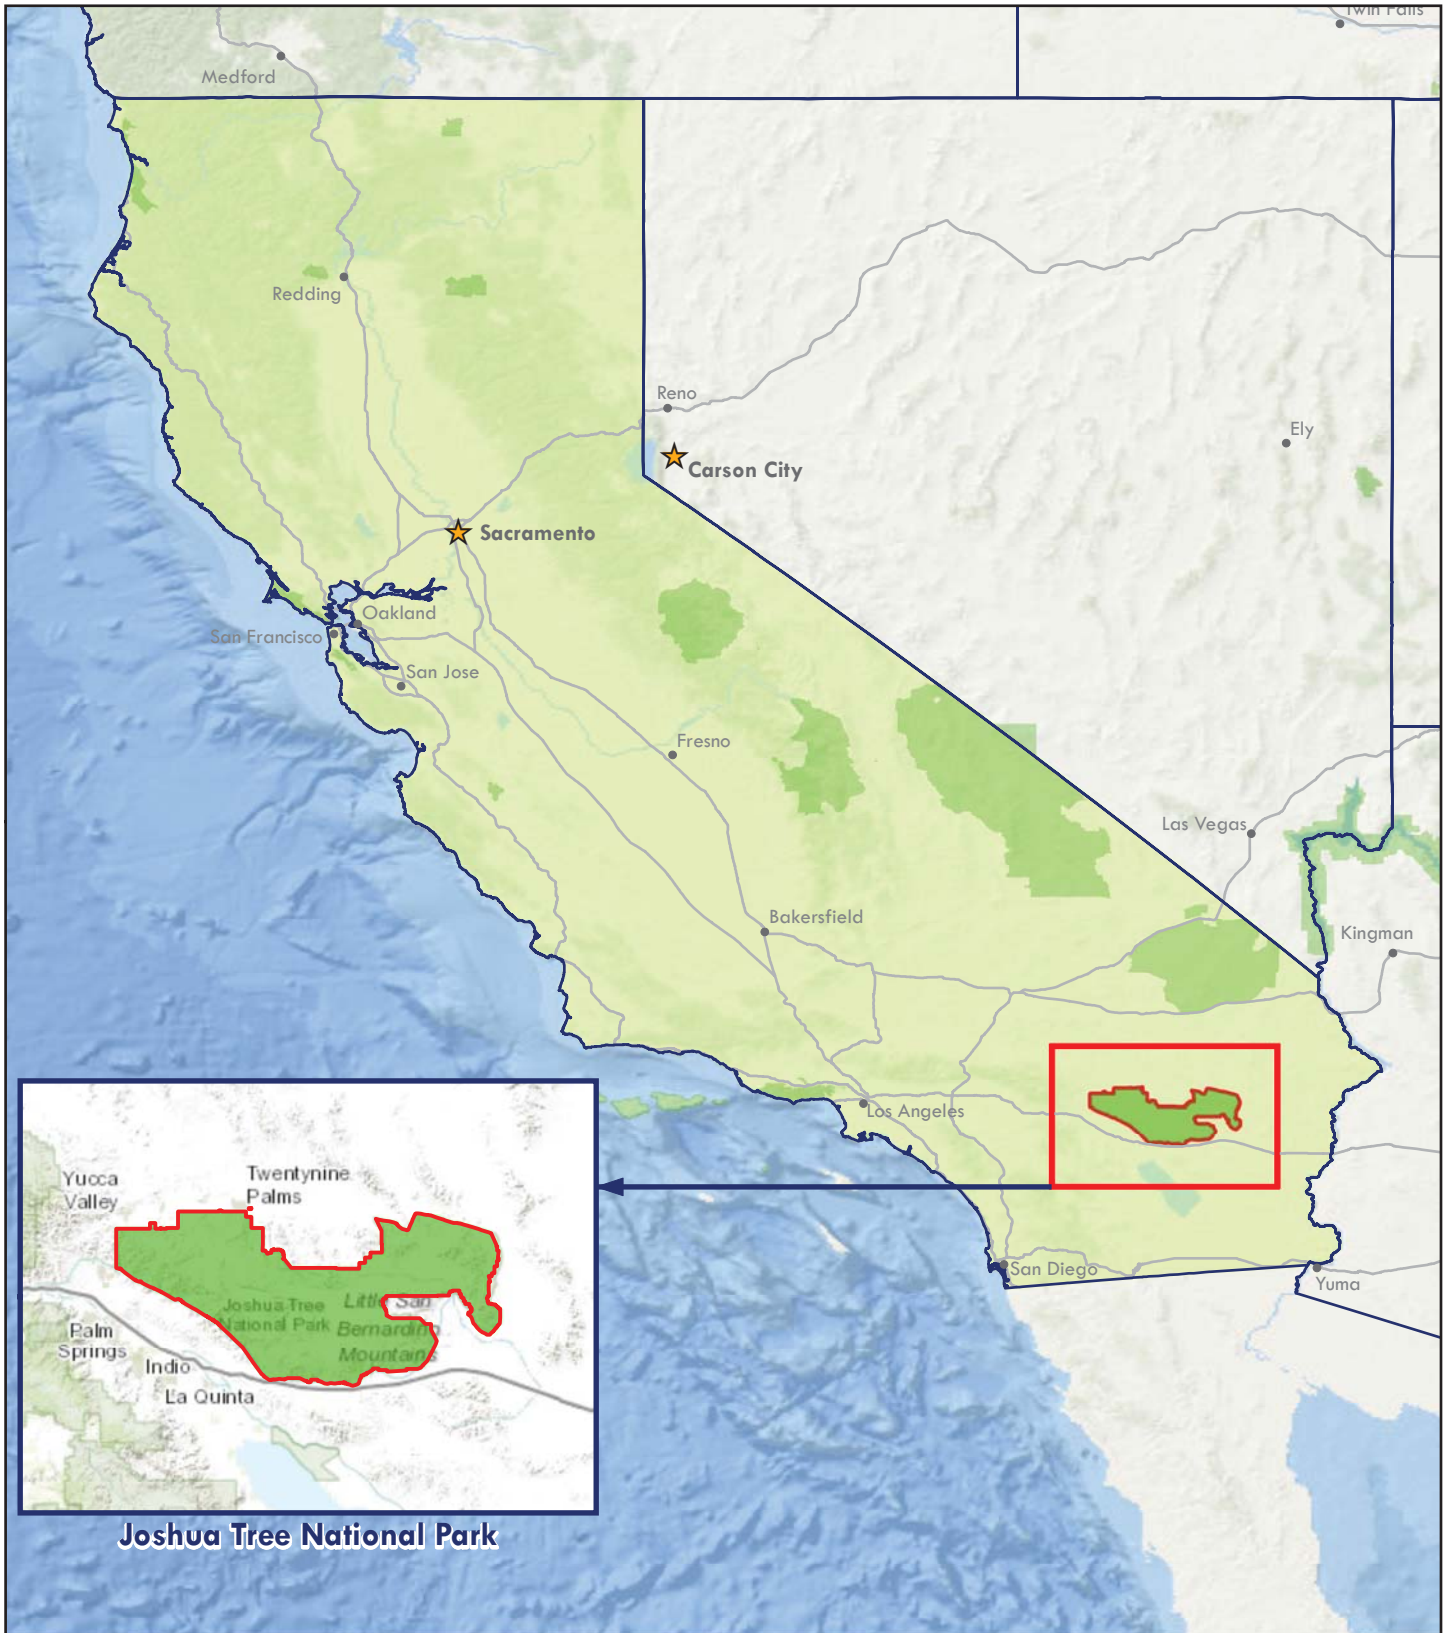 Twin Falls
Medford
Redding
Reno
Ely
Carson City
Sacramento
Oakland
San Francisco
San Jose
Fresno
Las Vegas
Bakersfield
Kingman
Los Angeles
San Diego
Yuma
Twentynine
Palms
Yucca
Valley
Joshua Tree
National Park
Little San
Bernardino
Mountains
Palm
Springs
Indio
La Quinta
Joshua Tree National Park